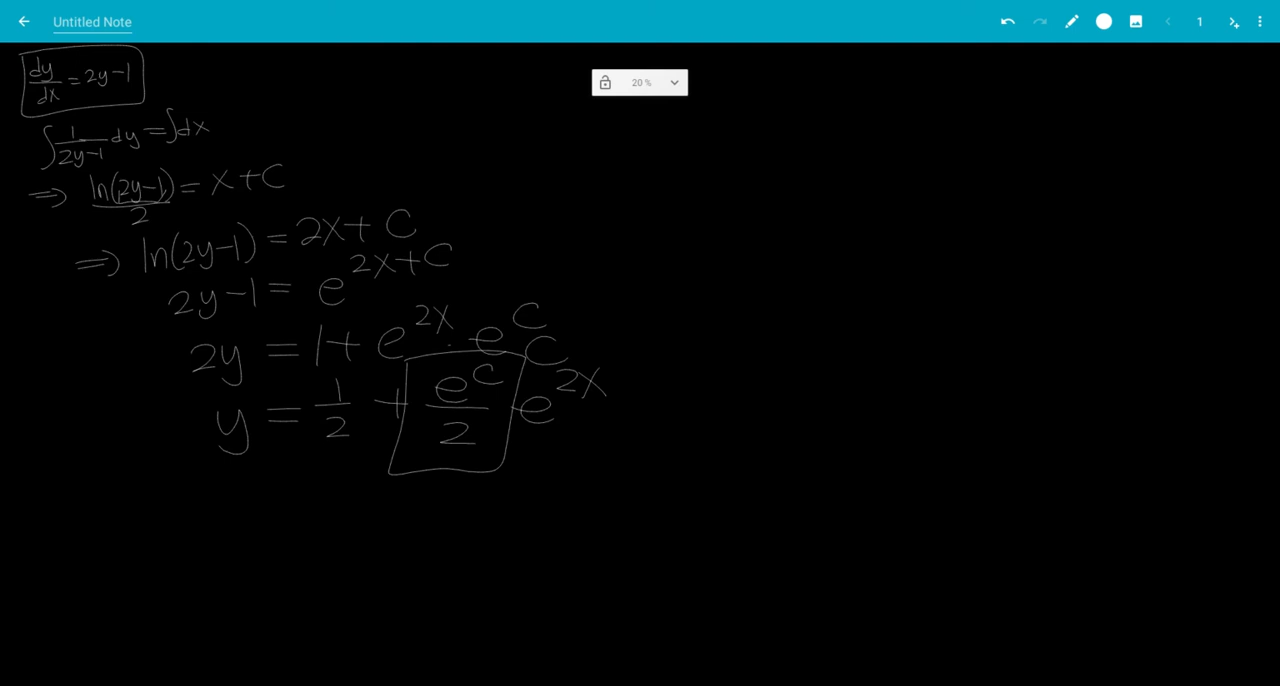 Untitled Note
1
20 %
dy/dx = 2y-1
∫ 1/(2y-1) dy = ∫dx
⇒ ln(2y-1)/2 = x+C
⇒ ln(2y-1) = 2x+ C
2y-1 = e^(2x+C)
2y = 1+ e^(2x) · e^C
C
y = 1/2 + e^C/2 e^(2x)